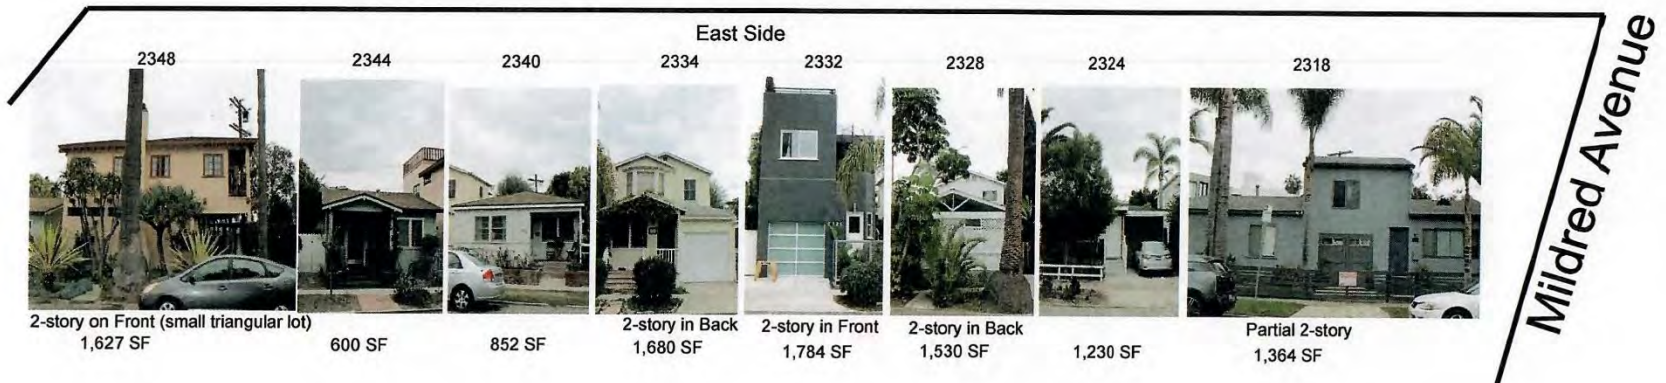 East Side
2348
2344
2340
2334
2332
2328
2324
2318
Mildred Avenue
2-story on Front (small triangular lot)
1,627 SF
600 SF
852 SF
2-story in Back
1,680 SF
2-story in Front
1,784 SF
2-story in Back
1,530 SF
1,230 SF
Partial 2-story
1,364 SF